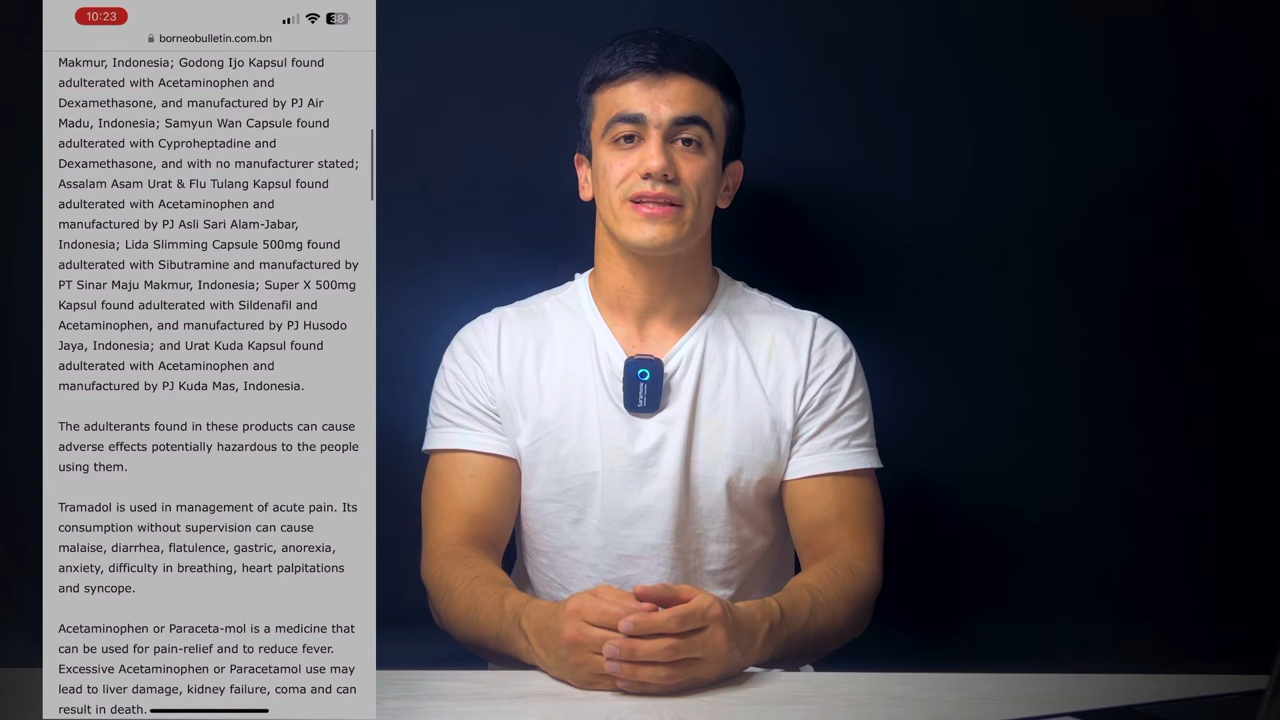 10:23
38
borneobulletin.com.bn
Makmur, Indonesia; Godong Ijo Kapsul found
adulterated with Acetaminophen and
Dexamethasone, and manufactured by PJ Air
Madu, Indonesia; Samyun Wan Capsule found
adulterated with Cyproheptadine and
Dexamethasone, and with no manufacturer stated;
Assalam Asam Urat & Flu Tulang Kapsul found
adulterated with Acetaminophen and
manufactured by PJ Asli Sari Alam-Jabar,
Indonesia; Lida Slimming Capsule 500mg found
adulterated with Sibutramine and manufactured by
PT Sinar Maju Makmur, Indonesia; Super X 500mg
Kapsul found adulterated with Sildenafil and
Acetaminophen, and manufactured by PJ Husodo
Jaya, Indonesia; and Urat Kuda Kapsul found
adulterated with Acetaminophen and
manufactured by PJ Kuda Mas, Indonesia.
The adulterants found in these products can cause
adverse effects potentially hazardous to the people
using them.
Tramadol is used in management of acute pain. Its
consumption without supervision can cause
malaise, diarrhea, flatulence, gastric, anorexia,
anxiety, difficulty in breathing, heart palpitations
and syncope.
Acetaminophen or Paraceta-mol is a medicine that
can be used for pain-relief and to reduce fever.
Excessive Acetaminophen or Paracetamol use may
lead to liver damage, kidney failure, coma and can
result in death.
Saramonic